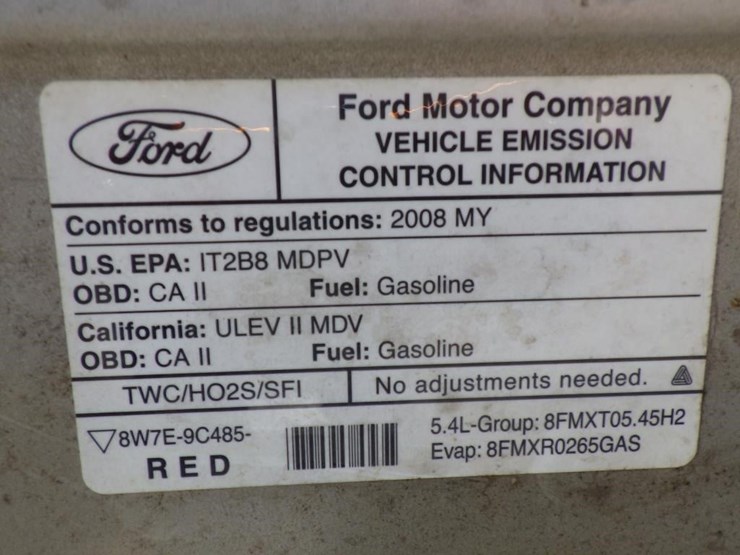 Ford
Ford Motor Company
VEHICLE EMISSION
CONTROL INFORMATION
Conforms to regulations: 2008 MY
U.S. EPA: IT2B8 MDPV
OBD: CA II Fuel: Gasoline
California: ULEV II MDV
OBD: CA II Fuel: Gasoline
TWC/HO2S/SFI No adjustments needed.
8W7E-9C485-
RED
5.4L-Group: 8FMXT05.45H2
Evap: 8FMXR0265GAS